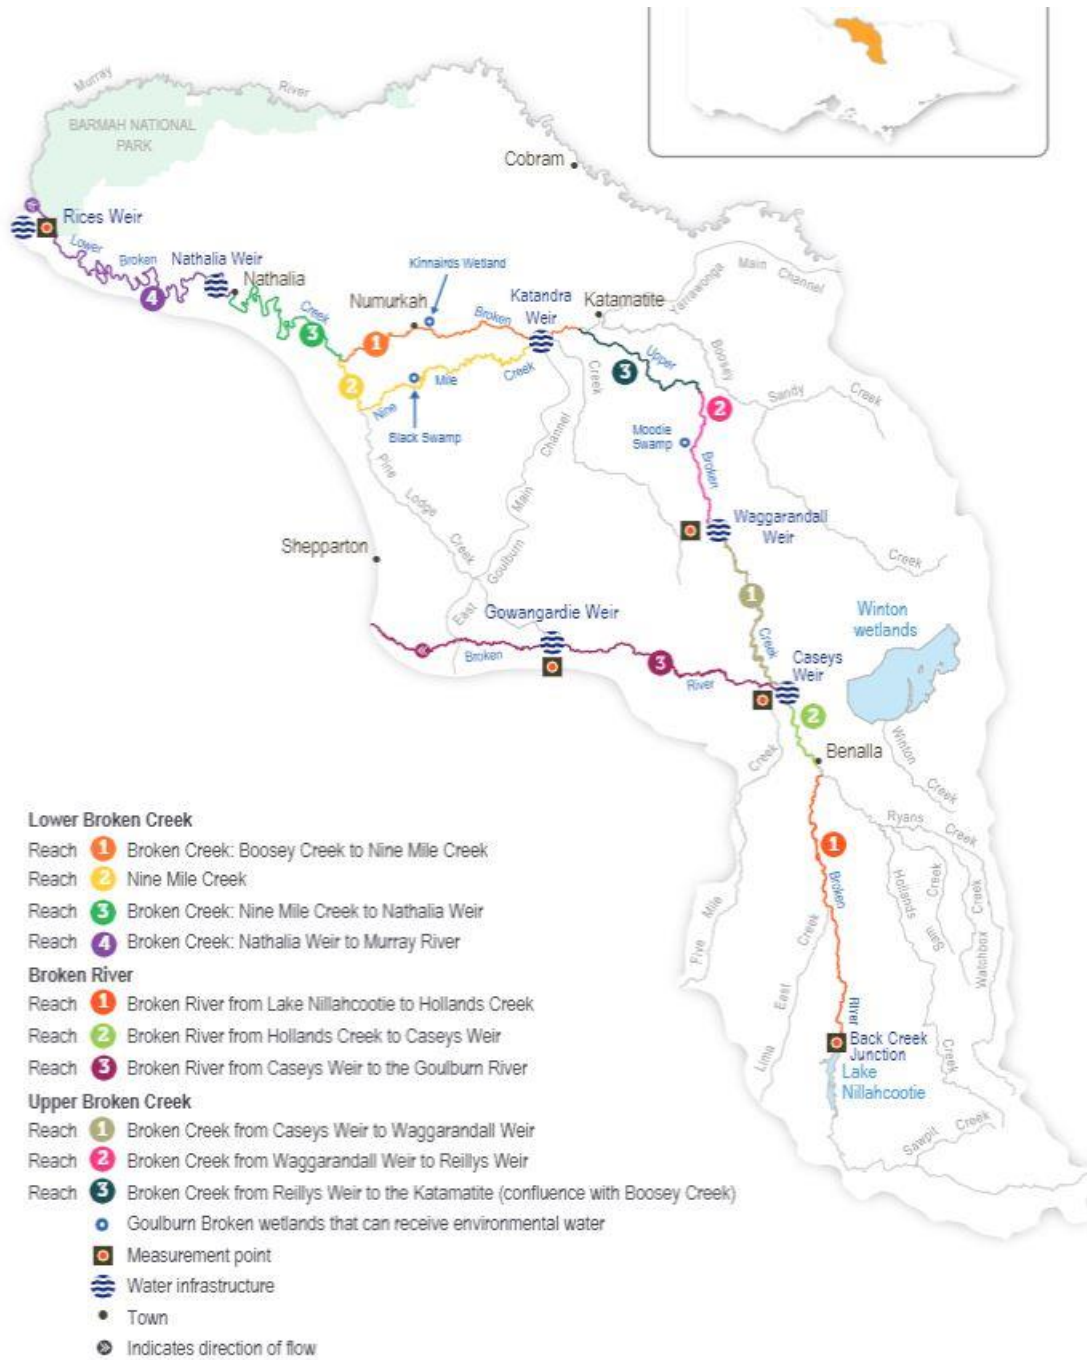 Murray
River
BARMAH NATIONAL
PARK
Cobram
Rices Weir
Lower
Broken
Nathalia Weir
Nathalia
Creek
4
3
Kinnairds Wetland
Numurkah
Broken
Katandra
Weir
Katamatite
Yarrawonga
Main
Channel
1
2
Nine
Mile
Creek
Black Swamp
Creek
3
Upper
Boosey
Sandy
Creek
2
Moodie
Swamp
Broken
Pine
Lodge
Creek
Channel
Main
Goulburn
East
Waggarandall
Weir
Creek
Shepparton
1
Creek
Gowangardie Weir
Winton
wetlands
Broken
3
River
Caseys
Weir
2
Creek
Benalla
Winton
Creek
Ryans
Creek
1
Broken
River
Five
Mile
Lima
East
Creek
Hollands
Creek
Sam
Creek
Watchbox
Creek
Back Creek
Junction
Lake
Nillahcootie
Sawpit
Creek
Lower Broken Creek
Reach 1 Broken Creek: Boosey Creek to Nine Mile Creek
Reach 2 Nine Mile Creek
Reach 3 Broken Creek: Nine Mile Creek to Nathalia Weir
Reach 4 Broken Creek: Nathalia Weir to Murray River
Broken River
Reach 1 Broken River from Lake Nillahcootie to Hollands Creek
Reach 2 Broken River from Hollands Creek to Caseys Weir
Reach 3 Broken River from Caseys Weir to the Goulburn River
Upper Broken Creek
Reach 1 Broken Creek from Caseys Weir to Waggarandall Weir
Reach 2 Broken Creek from Waggarandall Weir to Reillys Weir
Reach 3 Broken Creek from Reillys Weir to the Katamatite (confluence with Boosey Creek)
Goulburn Broken wetlands that can receive environmental water
Measurement point
Water infrastructure
Town
Indicates direction of flow